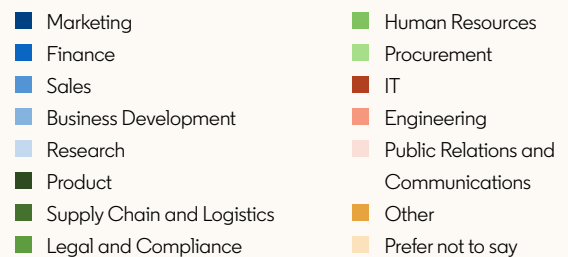 Marketing
Finance
Sales
Business Development
Research
Product
Supply Chain and Logistics
Legal and Compliance
Human Resources
Procurement
IT
Engineering
Public Relations and
Communications
Other
Prefer not to say